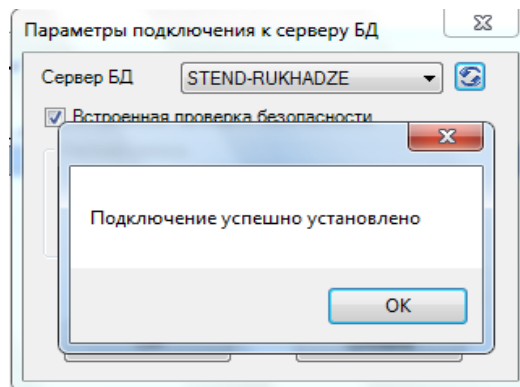 Параметры подключения к серверу БД
Сервер БД STEND-RUKHADZE
Встроенная проверка безопасности
Подключение успешно установлено
OK